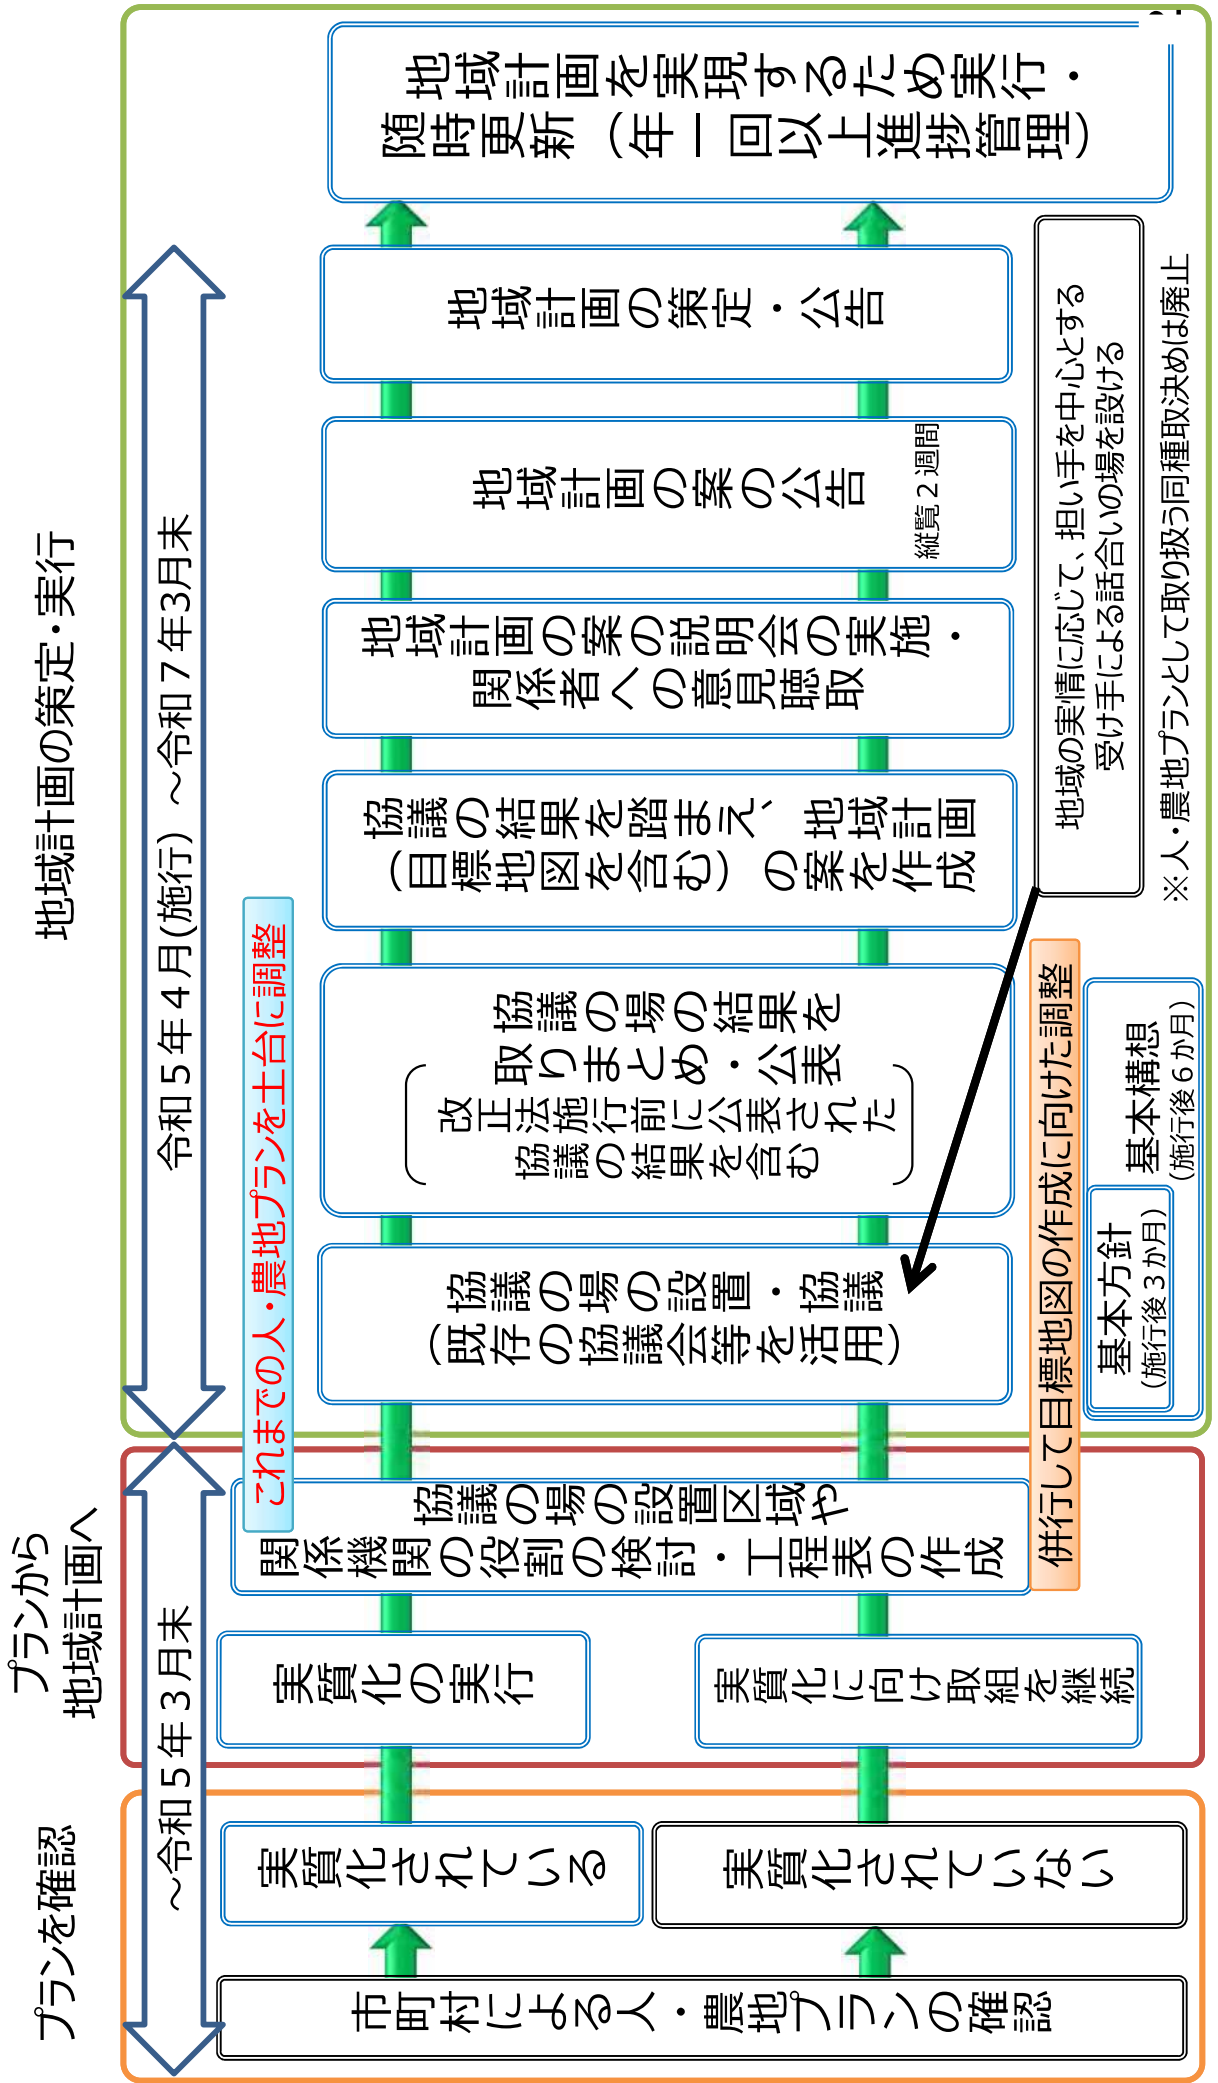 プランを確認
プランから
地域計画へ
地域計画の策定・実行
～令和５年３月末
令和５年４月(施行）～令和７年３月末
市町村による人・農地プランの確認
実質化されている
実質化されていない
実質化の実行
実質化に向け取組を継続
協議の場の設置区域や
関係機関の役割の検討・工程表の作成
これまでの人・農地プランを土台に調整
協議の場の設置・協議
（既存の協議会等を活用）
協議の場の結果を
取りまとめ・公表
改正法施行前に公表された
協議の結果を含む
協議の結果を踏まえ、地域計画
（目標地図を含む）の案を作成
地域計画の案の説明会の実施・
関係者への意見聴取
地域計画の案の公告
縦覧２週間
地域計画の策定・公告
地域計画を実現するため実行・
随時更新（年一回以上進捗管理）
併行して目標地図の作成に向けた調整
基本方針
（施行後３か月）
基本構想
（施行後６か月）
地域の実情に応じて、担い手を中心とする
受け手による話合いの場を設ける
※人・農地プランとして取り扱う同種取決めは廃止